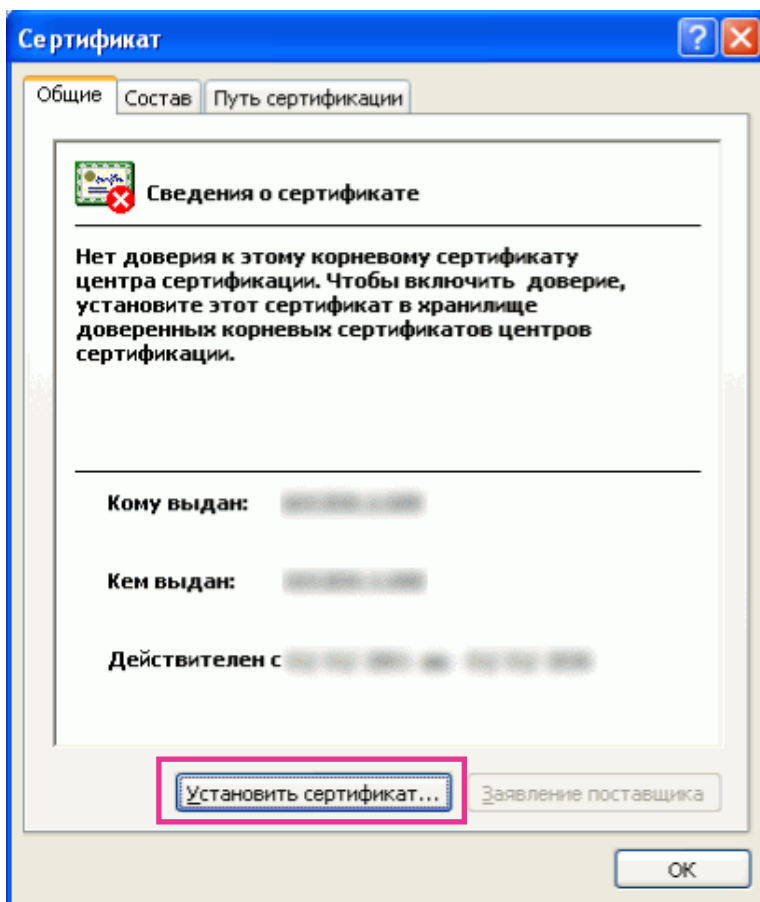 Сертификат
Общие Состав Путь сертификации
Сведения о сертификате
Нет доверия к этому корневому сертификату
центра сертификации. Чтобы включить доверие,
установите этот сертификат в хранилище
доверенных корневых сертификатов центров
сертификации.
Кому выдан:
Кем выдан:
Действителен с
Установить сертификат... Заявление поставщика
ОК